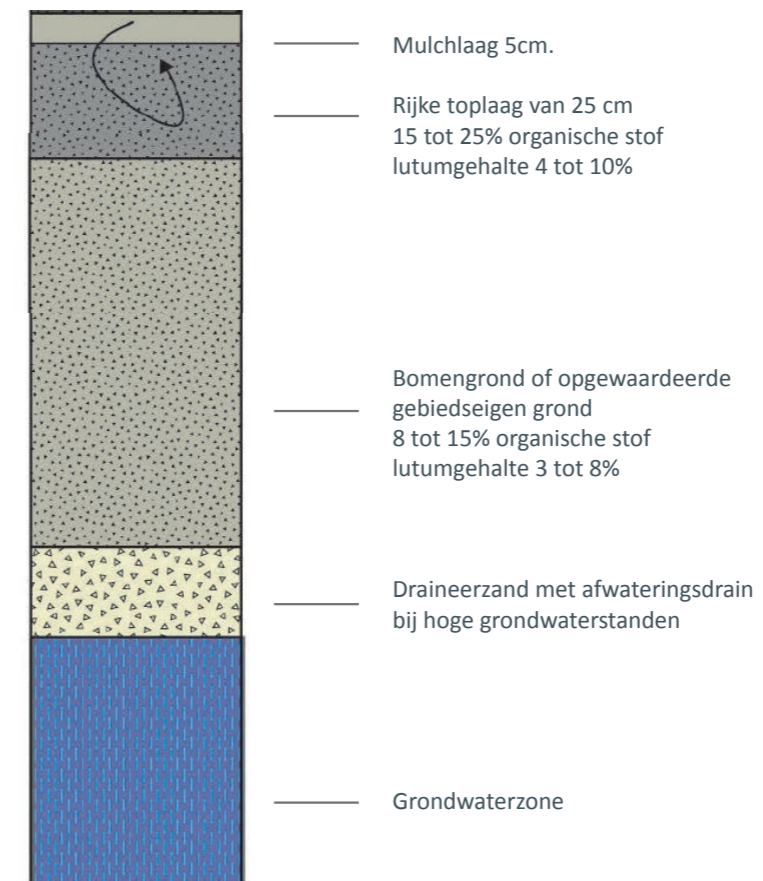 Mulchlaag 5cm.
Rijke toplaag van 25 cm
15 tot 25% organische stof
lutumgehalte 4 tot 10%
Bomengrond of opgewaardeerde
gebiedseigen grond
8 tot 15% organische stof
lutumgehalte 3 tot 8%
Draineerzand met afwateringsdrain
bij hoge grondwaterstanden
Grondwaterzone